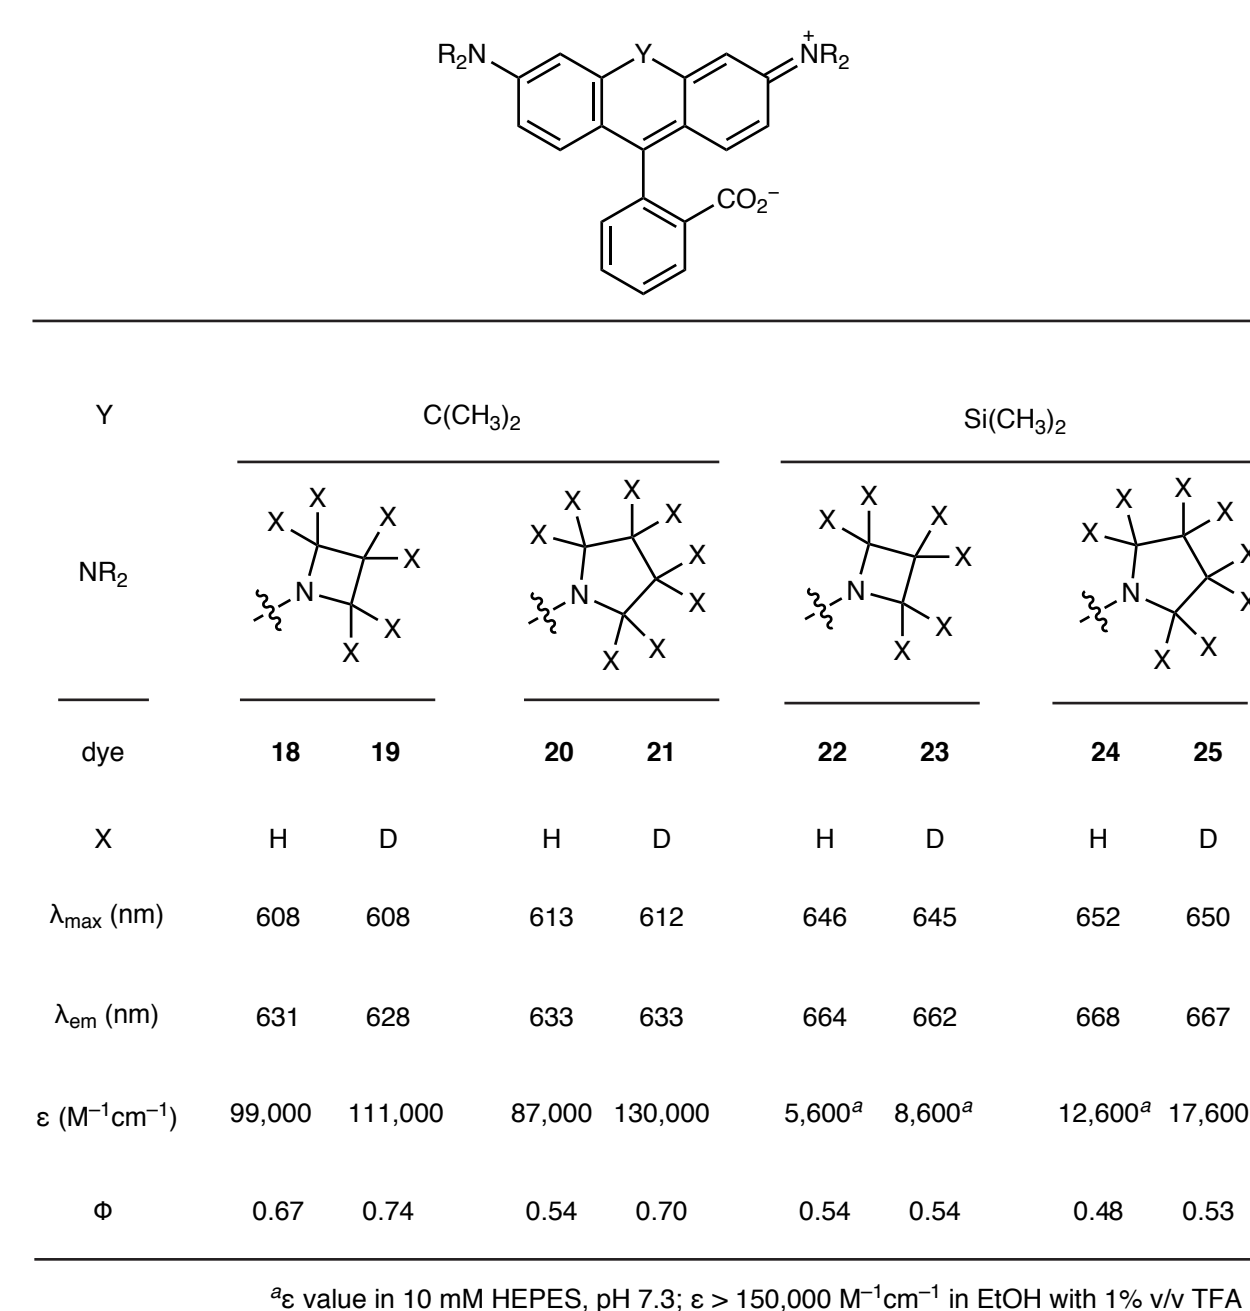 R₂N Y N⁺R₂
CO₂⁻
Y C(CH₃)₂ Si(CH₃)₂
X X X X X X X X X X X X
X X X X X X X X
NR₂ N N N N
X X X X X X X X
dye 18 19 20 21 22 23 24 25
X H D H D H D H D
λmax (nm) 608 608 613 612 646 645 652 650
λem (nm) 631 628 633 633 664 662 668 667
ε (M⁻¹cm⁻¹) 99,000 111,000 87,000 130,000 5,600ᵃ 8,600ᵃ 12,600ᵃ 17,600
Φ 0.67 0.74 0.54 0.70 0.54 0.54 0.48 0.53
ᵃε value in 10 mM HEPES, pH 7.3; ε > 150,000 M⁻¹cm⁻¹ in EtOH with 1% v/v TFA